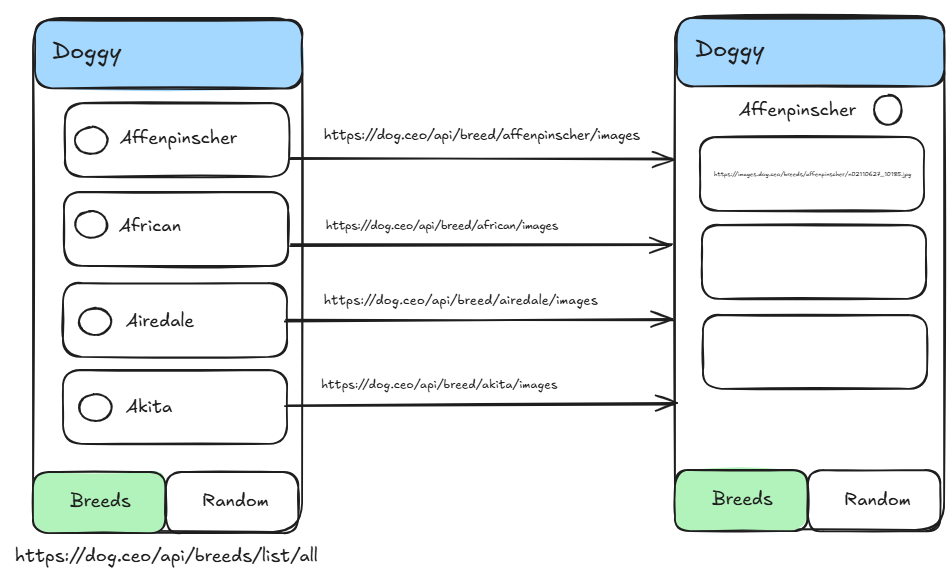 Doggy
Affenpinscher
African
Airedale
Akita
Breeds
Random
https://dog.ceo/api/breeds/list/all
https://dog.ceo/api/breed/affenpinscher/images
https://dog.ceo/api/breed/african/images
https://dog.ceo/api/breed/airedale/images
https://dog.ceo/api/breed/akita/images
Doggy
Affenpinscher
https://images.dog.ceo/breeds/affenpinscher/n02110627_10185.jpg
Breeds
Random